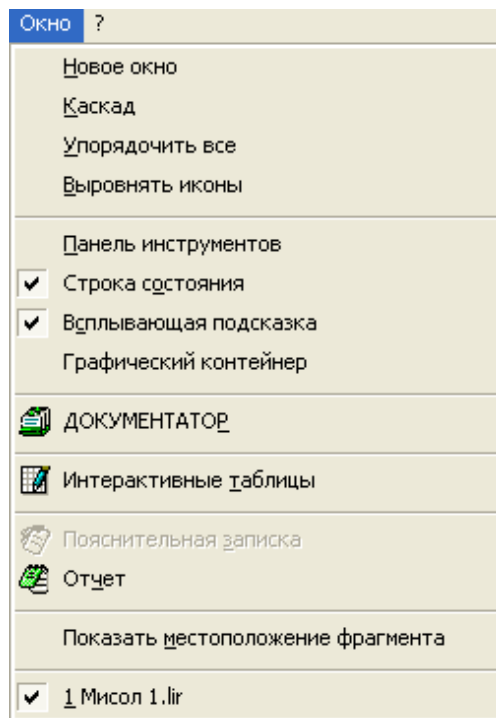 Окно ?
Новое окно
Каскад
Упорядочить все
Выровнять иконы
Панель инструментов
Строка состояния
Всплывающая подсказка
Графический контейнер
ДОКУМЕНТАТОР
Интерактивные таблицы
Пояснительная записка
Отчет
Показать местоположение фрагмента
1 Мисол 1.lir